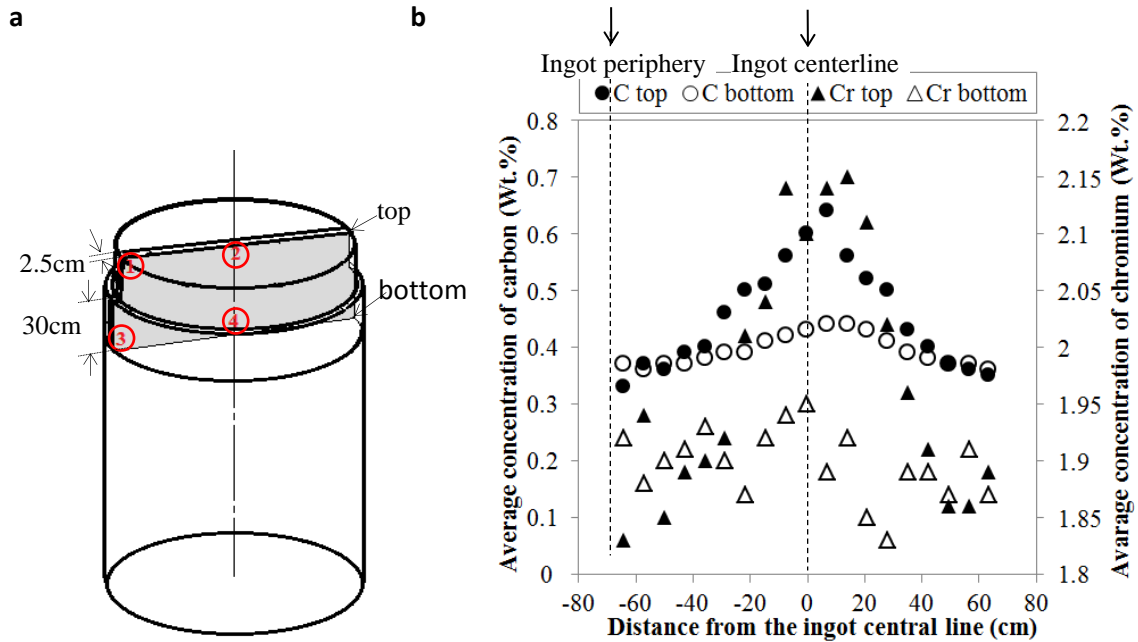 a
top
1
2
2.5cm
bottom
30cm
4
3
b
Ingot periphery
Ingot centerline
C top
C bottom
Cr top
Cr bottom
Average concentration of carbon (Wt.%)
0.8
0.7
0.6
0.5
0.4
0.3
0.2
0.1
0
2.2
2.15
2.1
2.05
2
1.95
1.9
1.85
1.8
Avarage concentration of chromium (Wt.%)
-80 -60 -40 -20 0 20 40 60 80
Distance from the ingot central line (cm)